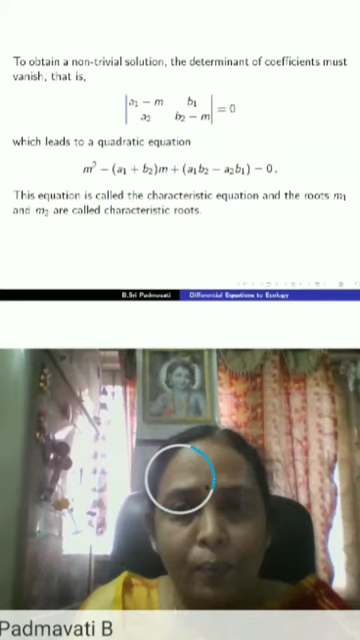 To obtain a non-trivial solution, the determinant of coefficients must
vanish, that is,
| a₁ − m b₁ |
| a₂ b₂ − m | = 0
which leads to a quadratic equation
m² − (a₁ + b₂)m + (a₁b₂ − a₂b₁) − 0.
This equation is called the characteristic equation and the roots m₁
and m₂ are called characteristic roots.
B.Sri Padmavati Differential Equations to Ecology
Padmavati B